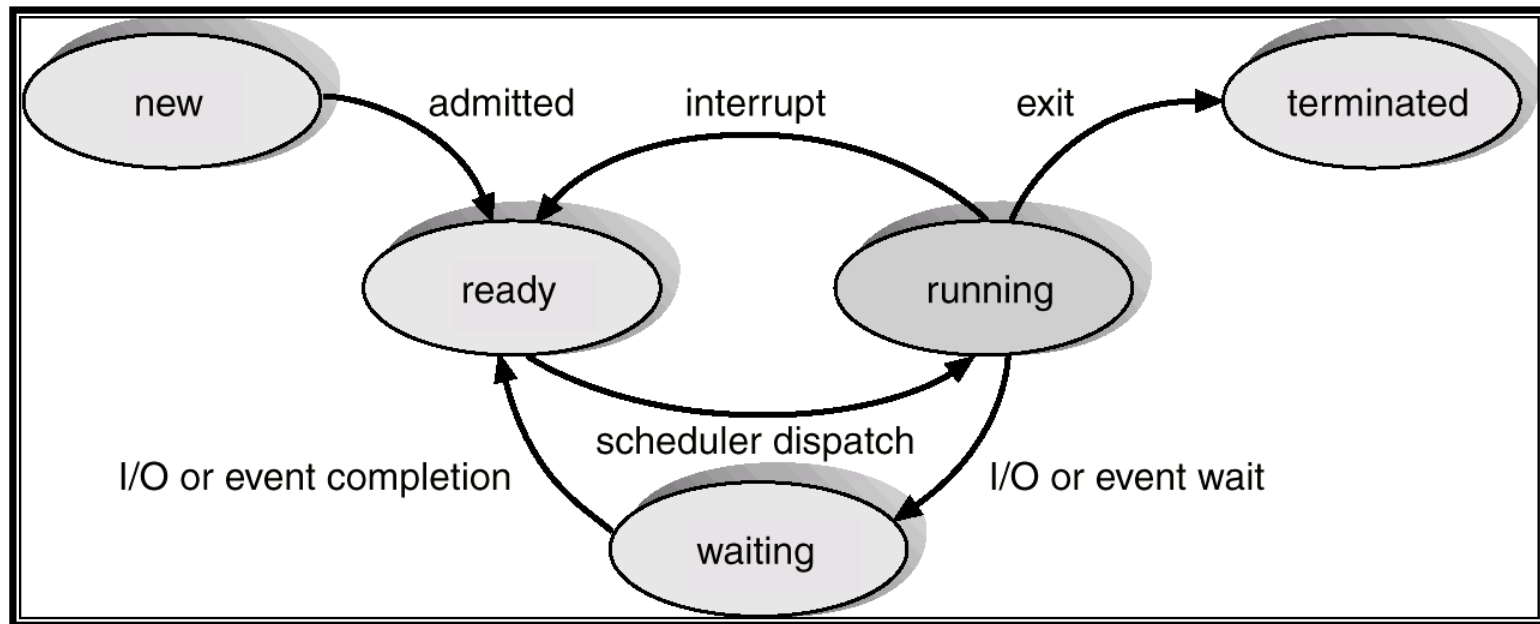 new
admitted
interrupt
exit
terminated
ready
running
scheduler dispatch
I/O or event completion
I/O or event wait
waiting